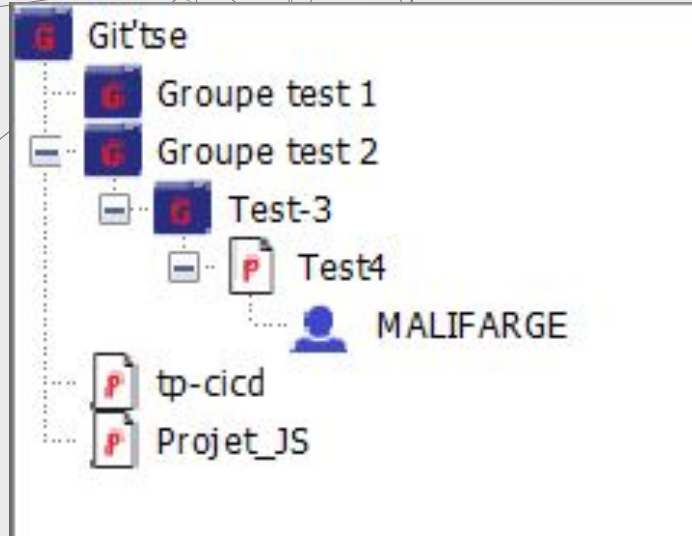 G Git'tse
G Groupe test 1
G Groupe test 2
G Test-3
P Test4
MALIFARGE
P tp-cicd
P Projet_JS